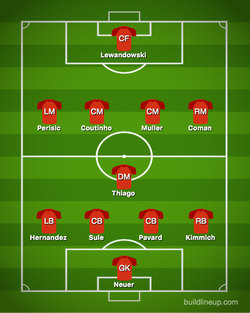 CF
Lewandowski
LM CM CM RM
Perisic Coutinho Muller Coman
DM
Thiago
LB CB CB RB
Hernandez Sule Pavard Kimmich
GK
Neuer
buildlineup.com